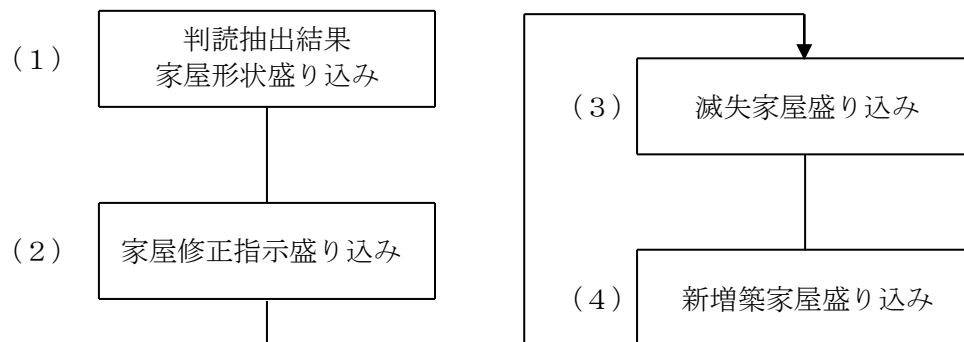 （１）
判読抽出結果
家屋形状盛り込み
（２）
家屋修正指示盛り込み
（３）
滅失家屋盛り込み
（４）
新増築家屋盛り込み